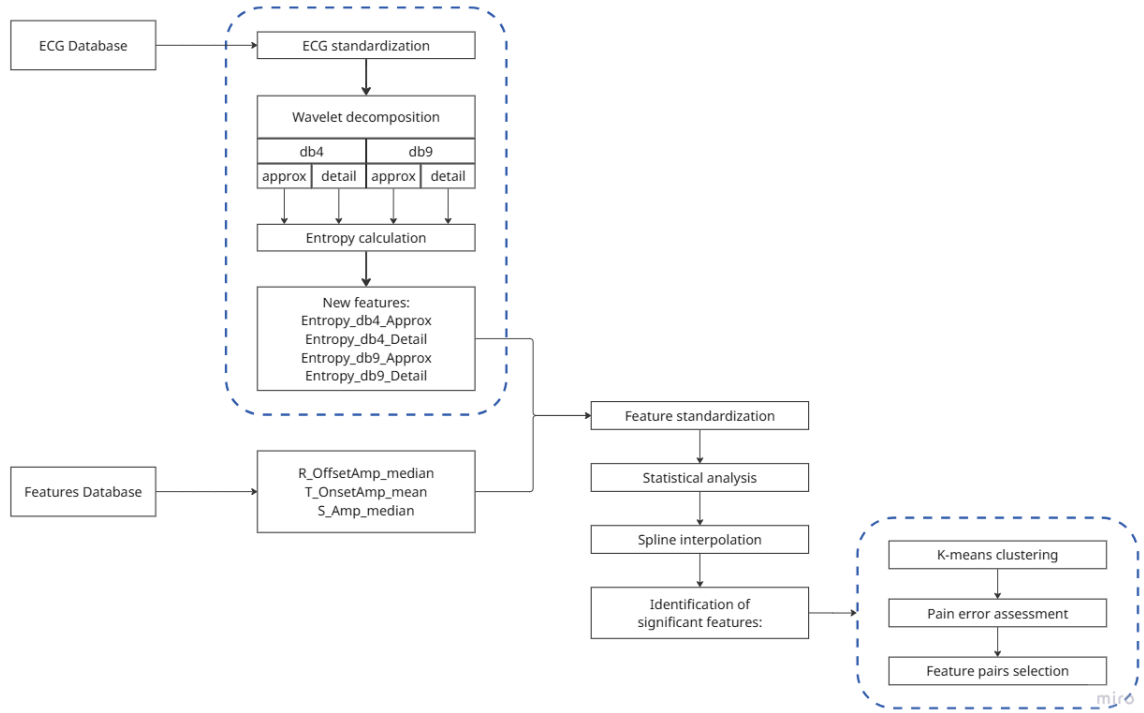 ECG Database
ECG standardization
Wavelet decomposition
db4 db9
approx detail approx detail
Entropy calculation
New features:
Entropy_db4_Approx
Entropy_db4_Detail
Entropy_db9_Approx
Entropy_db9_Detail
Features Database
R_OffsetAmp_median
T_OnsetAmp_mean
S_Amp_median
Feature standardization
Statistical analysis
Spline interpolation
Identification of
significant features:
K-means clustering
Pain error assessment
Feature pairs selection
miro